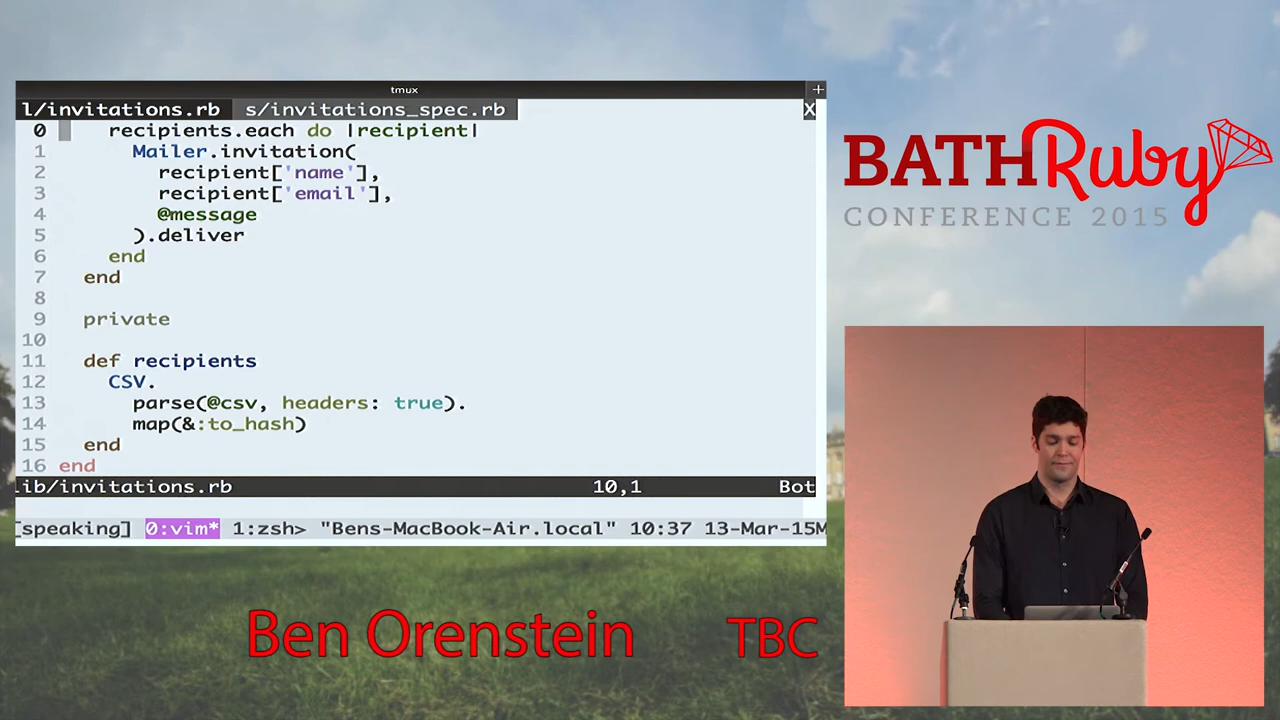 tmux
+
l/invitations.rb s/invitations_spec.rb X
0 recipients.each do |recipient|
1 Mailer.invitation(
2 recipient['name'],
3 recipient['email'],
4 @message
5 ).deliver
6 end
7 end
8
9 private
10
11 def recipients
12 CSV.
13 parse(@csv, headers: true).
14 map(&:to_hash)
15 end
16 end
lib/invitations.rb 10,1 Bot
[speaking] 0:vim* 1:zsh> "Bens-MacBook-Air.local" 10:37 13-Mar-15M
BATHRuby
CONFERENCE 2015
Ben Orenstein TBC